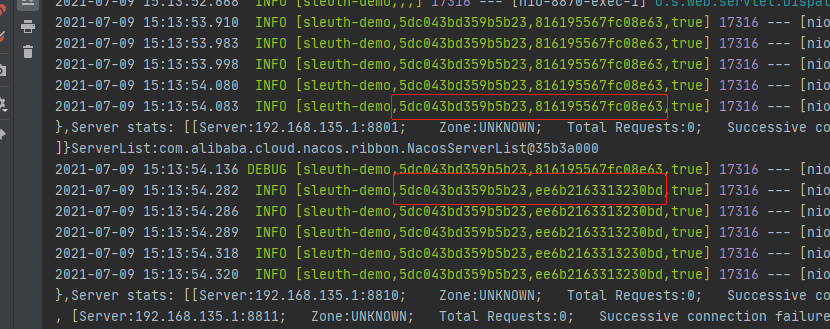 2021-07-09 15:13:52.668  INFO [sleuth-demo,,,] 17316 --- [nio-8870-exec-1] o.s.web.servlet.Dispat
2021-07-09 15:13:53.910  INFO [sleuth-demo,5dc043bd359b5b23,816195567fc08e63,true] 17316 --- [nio
2021-07-09 15:13:53.983  INFO [sleuth-demo,5dc043bd359b5b23,816195567fc08e63,true] 17316 --- [nio
2021-07-09 15:13:53.998  INFO [sleuth-demo,5dc043bd359b5b23,816195567fc08e63,true] 17316 --- [nio
2021-07-09 15:13:54.080  INFO [sleuth-demo,5dc043bd359b5b23,816195567fc08e63,true] 17316 --- [nio
2021-07-09 15:13:54.083  INFO [sleuth-demo,5dc043bd359b5b23,816195567fc08e63,true] 17316 --- [nio
},Server stats: [[Server:192.168.135.1:8801;   Zone:UNKNOWN;   Total Requests:0;   Successive con
]}ServerList:com.alibaba.cloud.nacos.ribbon.NacosServerList@35b3a000
2021-07-09 15:13:54.136 DEBUG [sleuth-demo,5dc043bd359b5b23,816195567fc08e63,true] 17316 --- [nio
2021-07-09 15:13:54.282  INFO [sleuth-demo,5dc043bd359b5b23,ee6b2163313230bd,true] 17316 --- [nio
2021-07-09 15:13:54.286  INFO [sleuth-demo,5dc043bd359b5b23,ee6b2163313230bd,true] 17316 --- [nio
2021-07-09 15:13:54.289  INFO [sleuth-demo,5dc043bd359b5b23,ee6b2163313230bd,true] 17316 --- [nio
2021-07-09 15:13:54.318  INFO [sleuth-demo,5dc043bd359b5b23,ee6b2163313230bd,true] 17316 --- [nio
2021-07-09 15:13:54.320  INFO [sleuth-demo,5dc043bd359b5b23,ee6b2163313230bd,true] 17316 --- [nio
},Server stats: [[Server:192.168.135.1:8810;   Zone:UNKNOWN;   Total Requests:0;   Successive con
, [Server:192.168.135.1:8811;   Zone:UNKNOWN;   Total Requests:0;   Successive connection failure